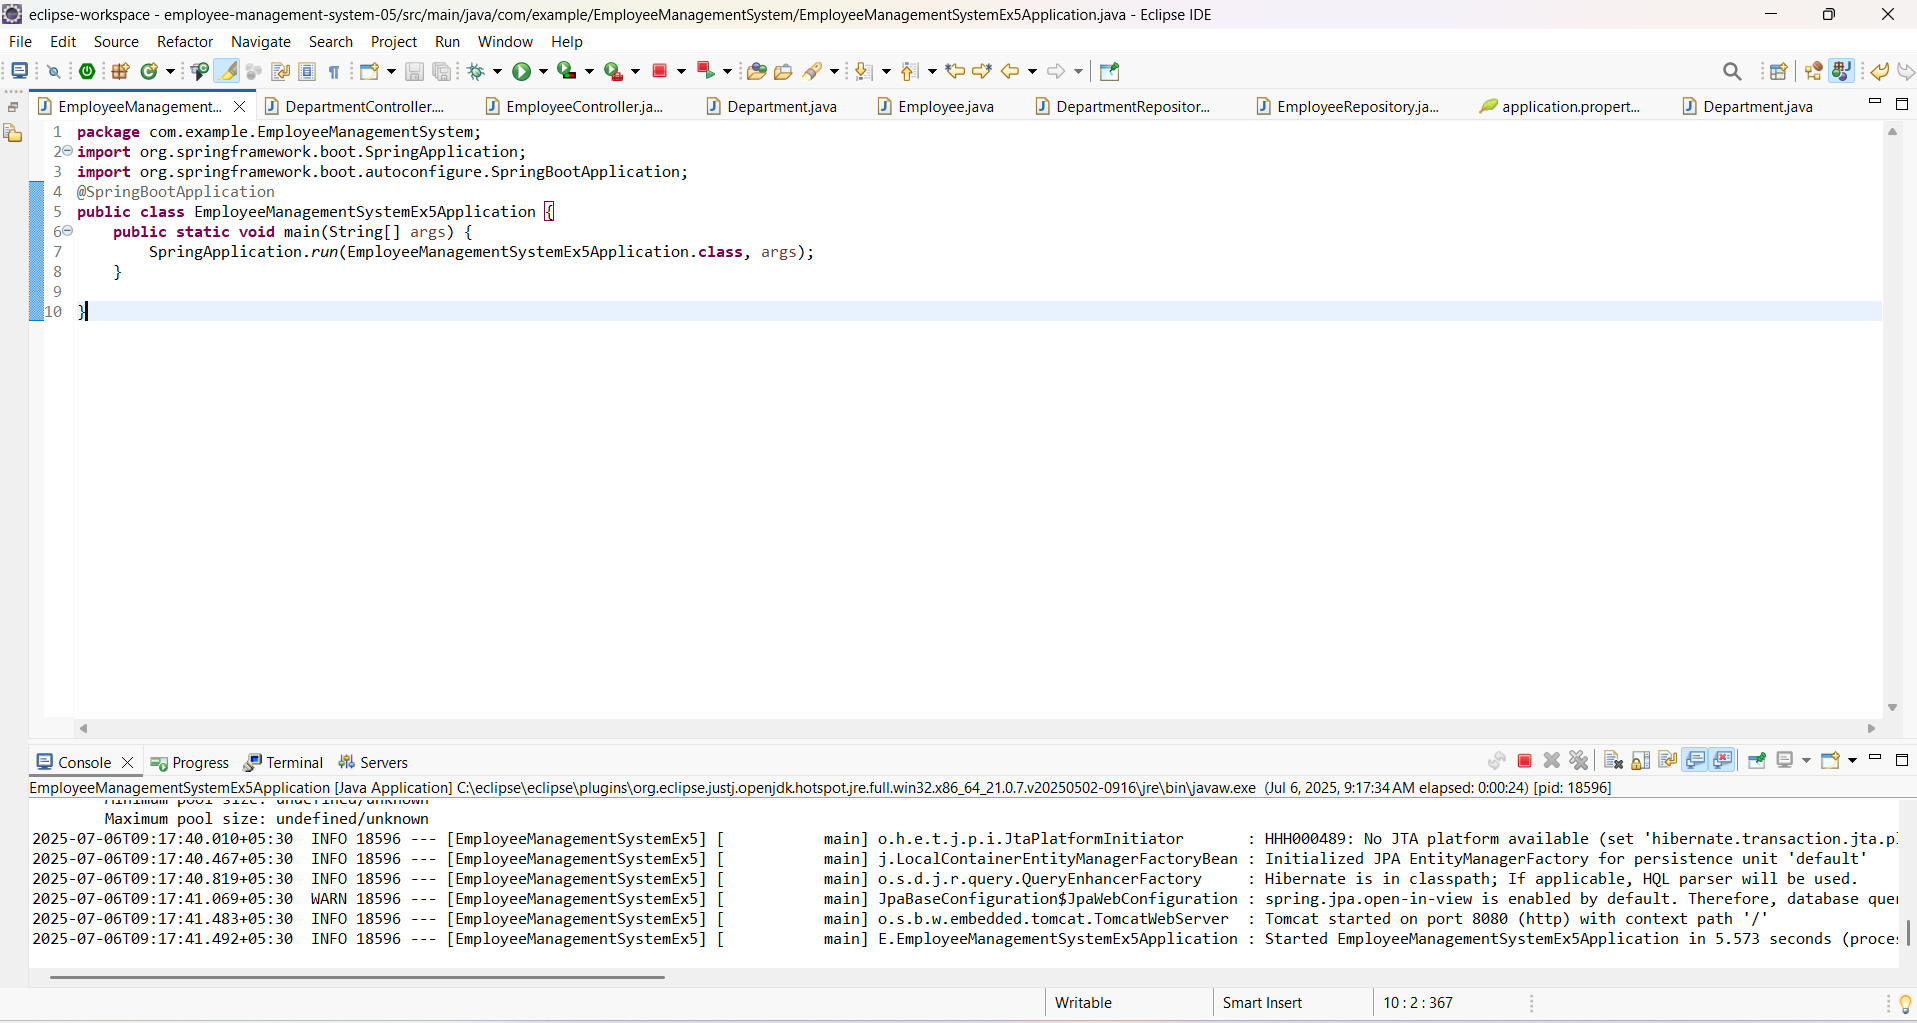 eclipse-workspace - employee-management-system-05/src/main/java/com/example/EmployeeManagementSystem/EmployeeManagementSystemEx5Application.java - Eclipse IDE
File Edit Source Refactor Navigate Search Project Run Window Help
EmployeeManagement... DepartmentController.... EmployeeController.ja... Department.java Employee.java DepartmentRepositor... EmployeeRepository.ja... application.propert... Department.java
1 package com.example.EmployeeManagementSystem;
2 import org.springframework.boot.SpringApplication;
3 import org.springframework.boot.autoconfigure.SpringBootApplication;
4 @SpringBootApplication
5 public class EmployeeManagementSystemEx5Application {
6 public static void main(String[] args) {
7 SpringApplication.run(EmployeeManagementSystemEx5Application.class, args);
8 }
9
10 }
Console Progress Terminal Servers
EmployeeManagementSystemEx5Application [Java Application] C:\eclipse\eclipse\plugins\org.eclipse.justj.openjdk.hotspot.jre.full.win32.x86_64_21.0.7.v20250502-0916\jre\bin\javaw.exe (Jul 6, 2025, 9:17:34 AM elapsed: 0:00:24) [pid: 18596]
Minimum pool size: undefined/unknown
Maximum pool size: undefined/unknown
2025-07-06T09:17:40.010+05:30 INFO 18596 --- [EmployeeManagementSystemEx5] [ main] o.h.e.t.j.p.i.JtaPlatformInitiator : HHH000489: No JTA platform available (set 'hibernate.transaction.jta.pl
2025-07-06T09:17:40.467+05:30 INFO 18596 --- [EmployeeManagementSystemEx5] [ main] j.LocalContainerEntityManagerFactoryBean : Initialized JPA EntityManagerFactory for persistence unit 'default'
2025-07-06T09:17:40.819+05:30 INFO 18596 --- [EmployeeManagementSystemEx5] [ main] o.s.d.j.r.query.QueryEnhancerFactory : Hibernate is in classpath; If applicable, HQL parser will be used.
2025-07-06T09:17:41.069+05:30 WARN 18596 --- [EmployeeManagementSystemEx5] [ main] JpaBaseConfiguration$JpaWebConfiguration : spring.jpa.open-in-view is enabled by default. Therefore, database quer
2025-07-06T09:17:41.483+05:30 INFO 18596 --- [EmployeeManagementSystemEx5] [ main] o.s.b.w.embedded.tomcat.TomcatWebServer : Tomcat started on port 8080 (http) with context path '/'
2025-07-06T09:17:41.492+05:30 INFO 18596 --- [EmployeeManagementSystemEx5] [ main] E.EmployeeManagementSystemEx5Application : Started EmployeeManagementSystemEx5Application in 5.573 seconds (proces
Writable Smart Insert 10 : 2 : 367